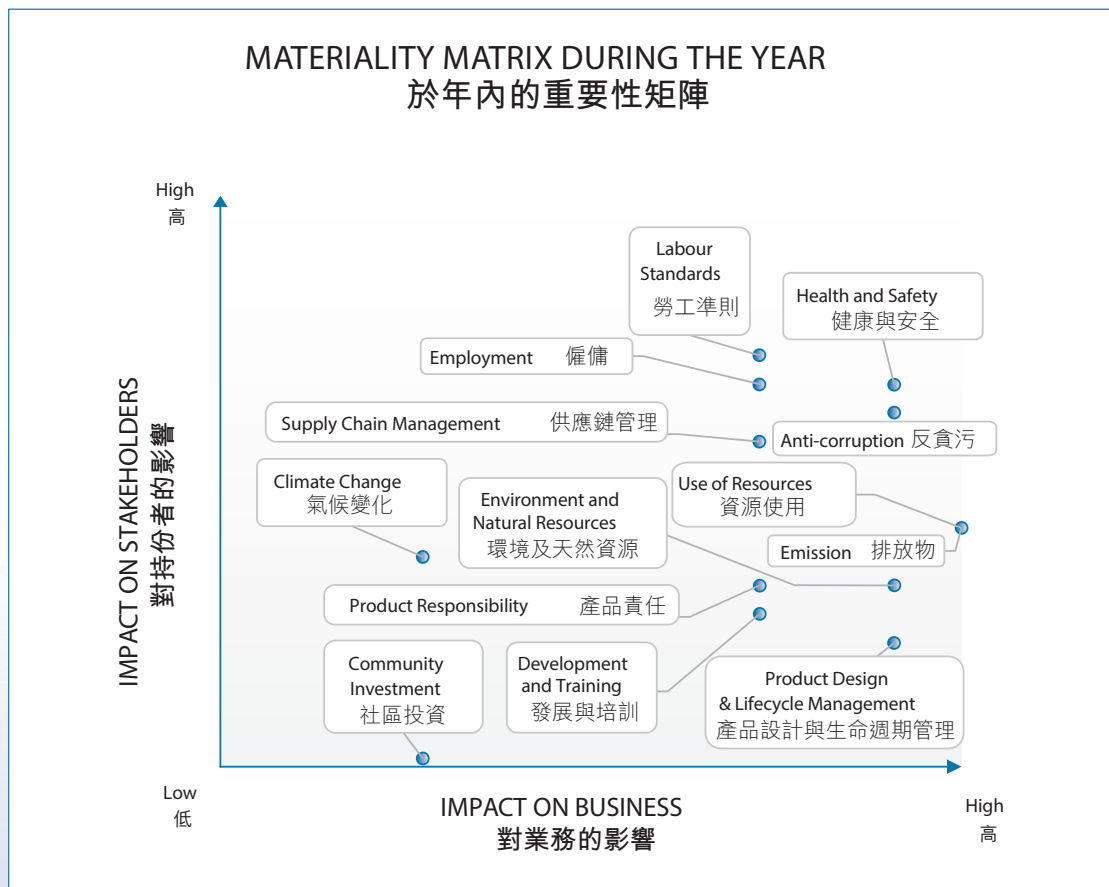 MATERIALITY MATRIX DURING THE YEAR
於年內的重要性矩陣
High
高
IMPACT ON STAKEHOLDERS
對持份者的影響
Labour
Standards
勞工準則
Health and Safety
健康與安全
Employment 僱傭
Supply Chain Management 供應鏈管理
Anti-corruption 反貪污
Climate Change
氣候變化
Environment and
Natural Resources
環境及天然資源
Use of Resources
資源使用
Emission 排放物
Product Responsibility 產品責任
Community
Investment
社區投資
Development
and Training
發展與培訓
Product Design
& Lifecycle Management
產品設計與生命週期管理
Low
低
IMPACT ON BUSINESS
對業務的影響
High
高